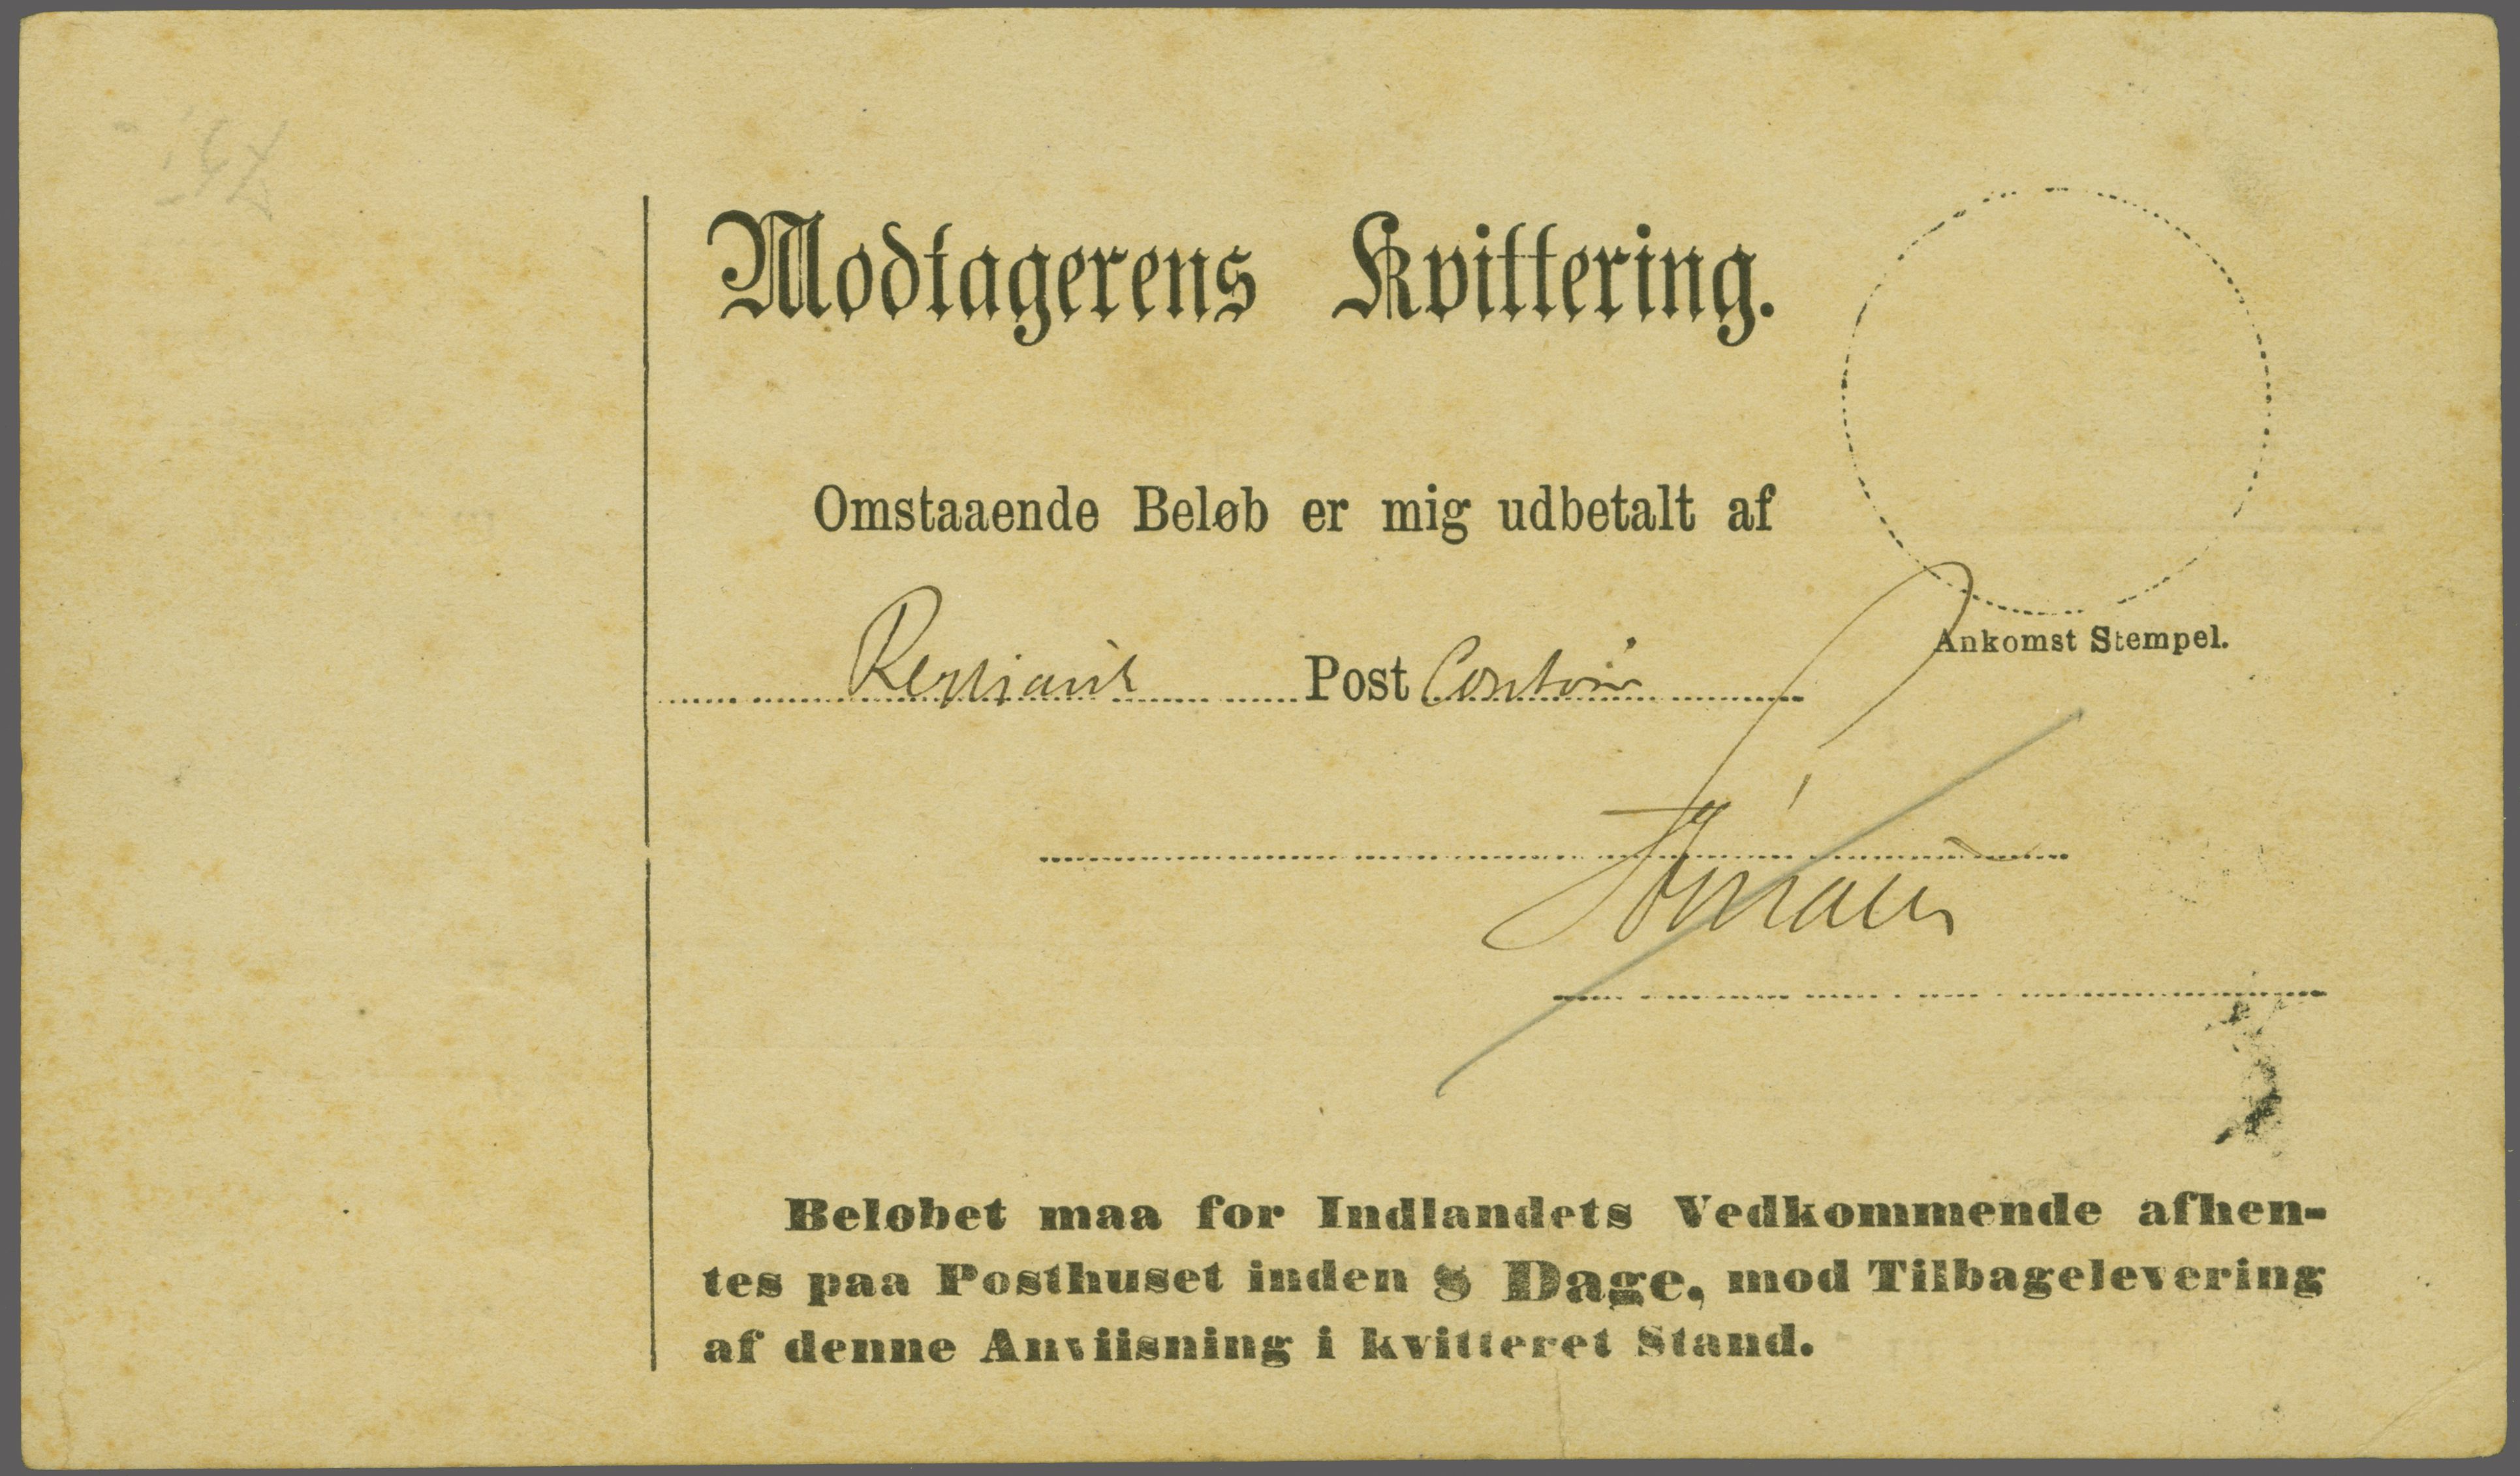 Modtagerens Kvittering.
Omstaaende Beløb er mig udbetalt af
Post Contoir
Ankomst Stempel.
Beløbet maa for Indlandets Vedkommende afhen-
tes paa Posthuset inden 8 Dage, mod Tilbagelevering
af denne Anviisning i kvitteret Stand.